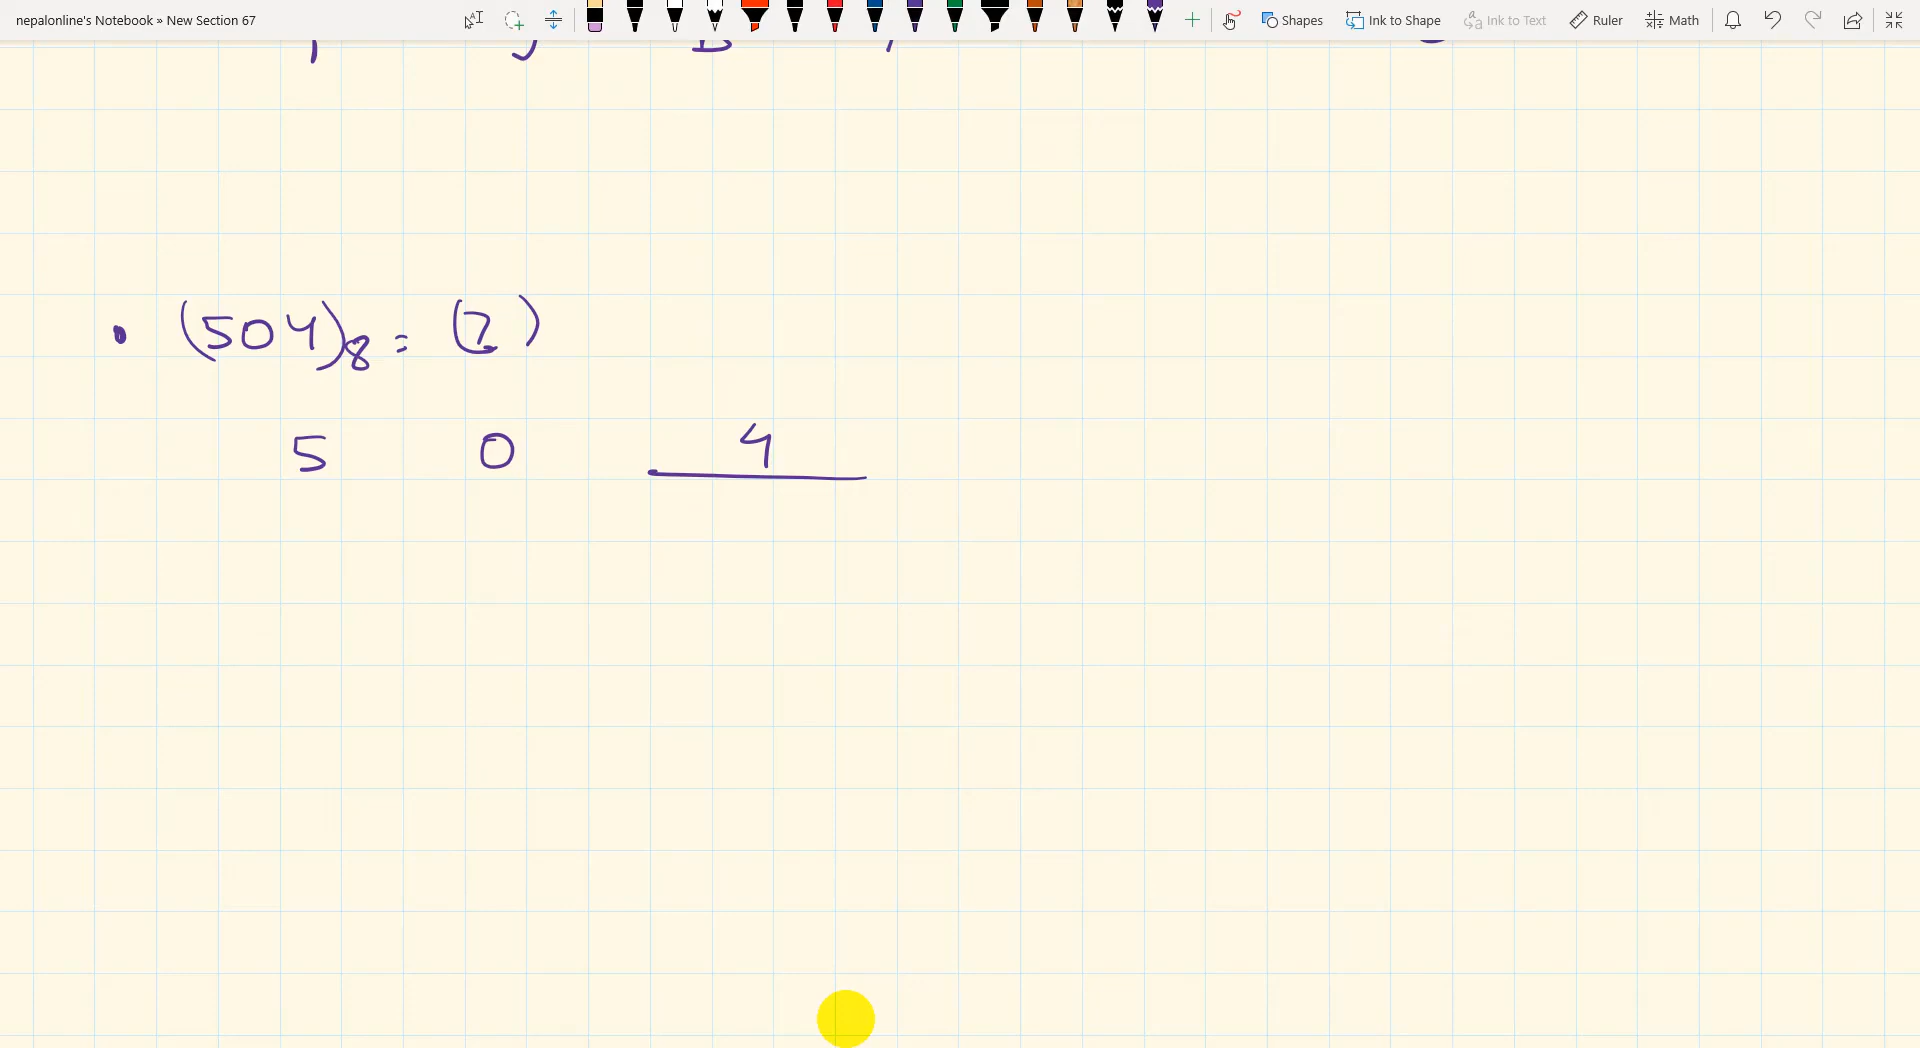 nepalonline's Notebook » New Section 67 Shapes Ink to Shape Ink to Text Ruler Math
(504)8 = (?)
5 0 4